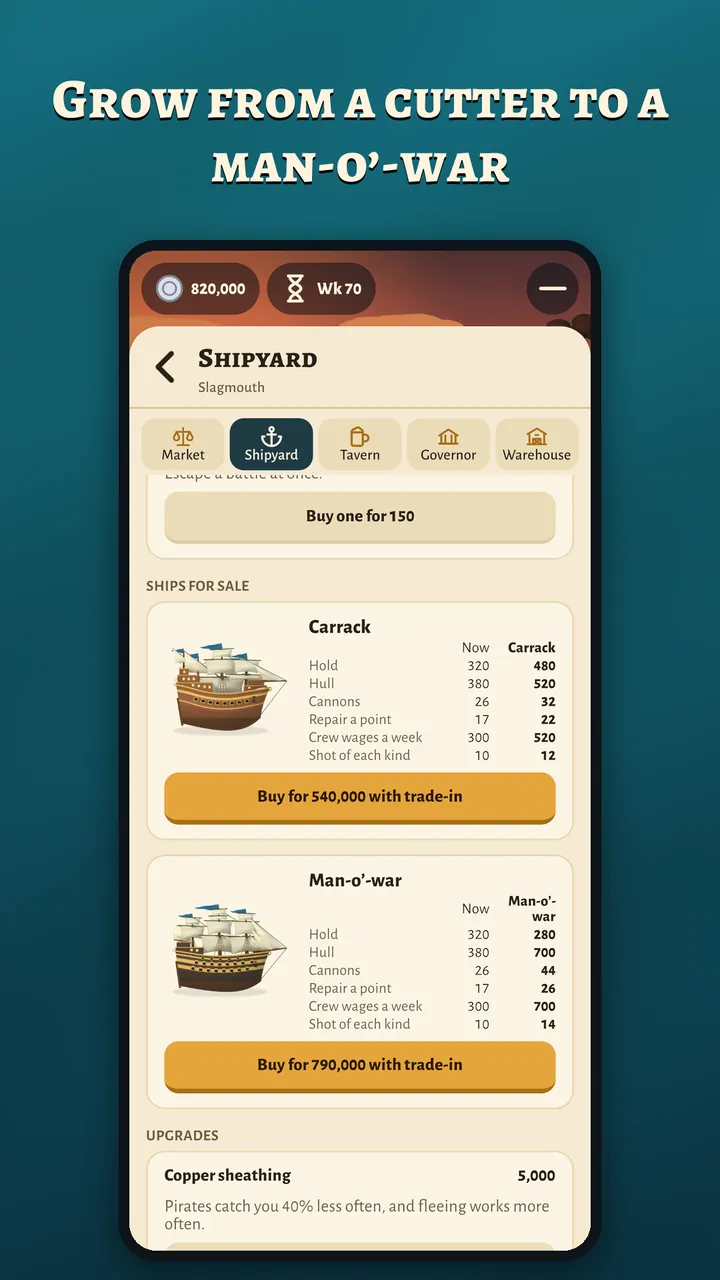 Grow from a cutter to a
man-o’-war
820,000
Wk 70
Shipyard
Slagmouth
Market
Shipyard
Tavern
Governor
Warehouse
Escape a battle at once.
Buy one for 150
SHIPS FOR SALE
Carrack
Now Carrack
Hold 320 480
Hull 380 520
Cannons 26 32
Repair a point 17 22
Crew wages a week 300 520
Shot of each kind 10 12
Buy for 540,000 with trade-in
Man-o’-war
Now Man-o’-
war
Hold 320 280
Hull 380 700
Cannons 26 44
Repair a point 17 26
Crew wages a week 300 700
Shot of each kind 10 14
Buy for 790,000 with trade-in
UPGRADES
Copper sheathing 5,000
Pirates catch you 40% less often, and fleeing works more
often.